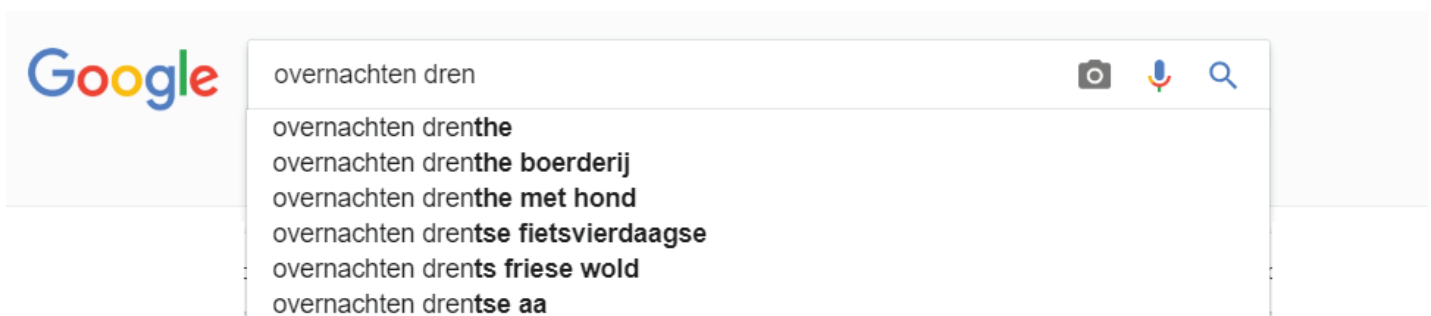 Google
overnachten dren
overnachten drenthe
overnachten drenthe boerderij
overnachten drenthe met hond
overnachten drentse fietsvierdaagse
overnachten drents friese wold
overnachten drentse aa